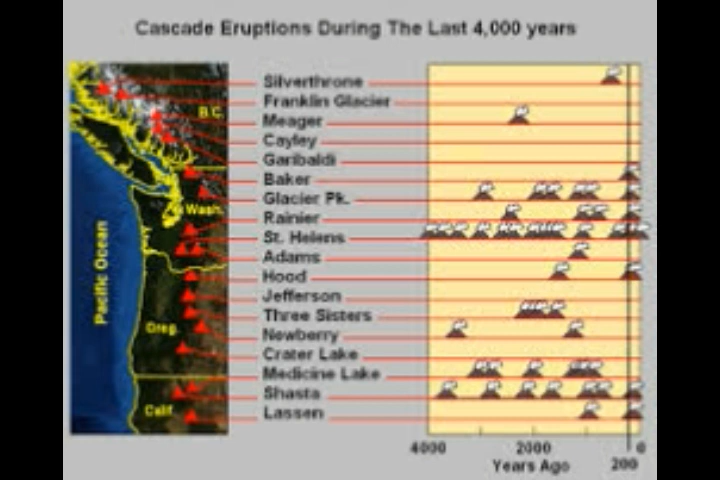 Cascade Eruptions During The Last 4,000 years
Silverthrone
Franklin Glacier
Meager
Cayley
Garibaldi
Baker
Glacier Pk.
Rainier
St. Helens
Adams
Hood
Jefferson
Three Sisters
Newberry
Crater Lake
Medicine Lake
Shasta
Lassen
B.C.
Wash.
Pacific Ocean
Oreg.
Calif
4000 2000 0
Years Ago 200